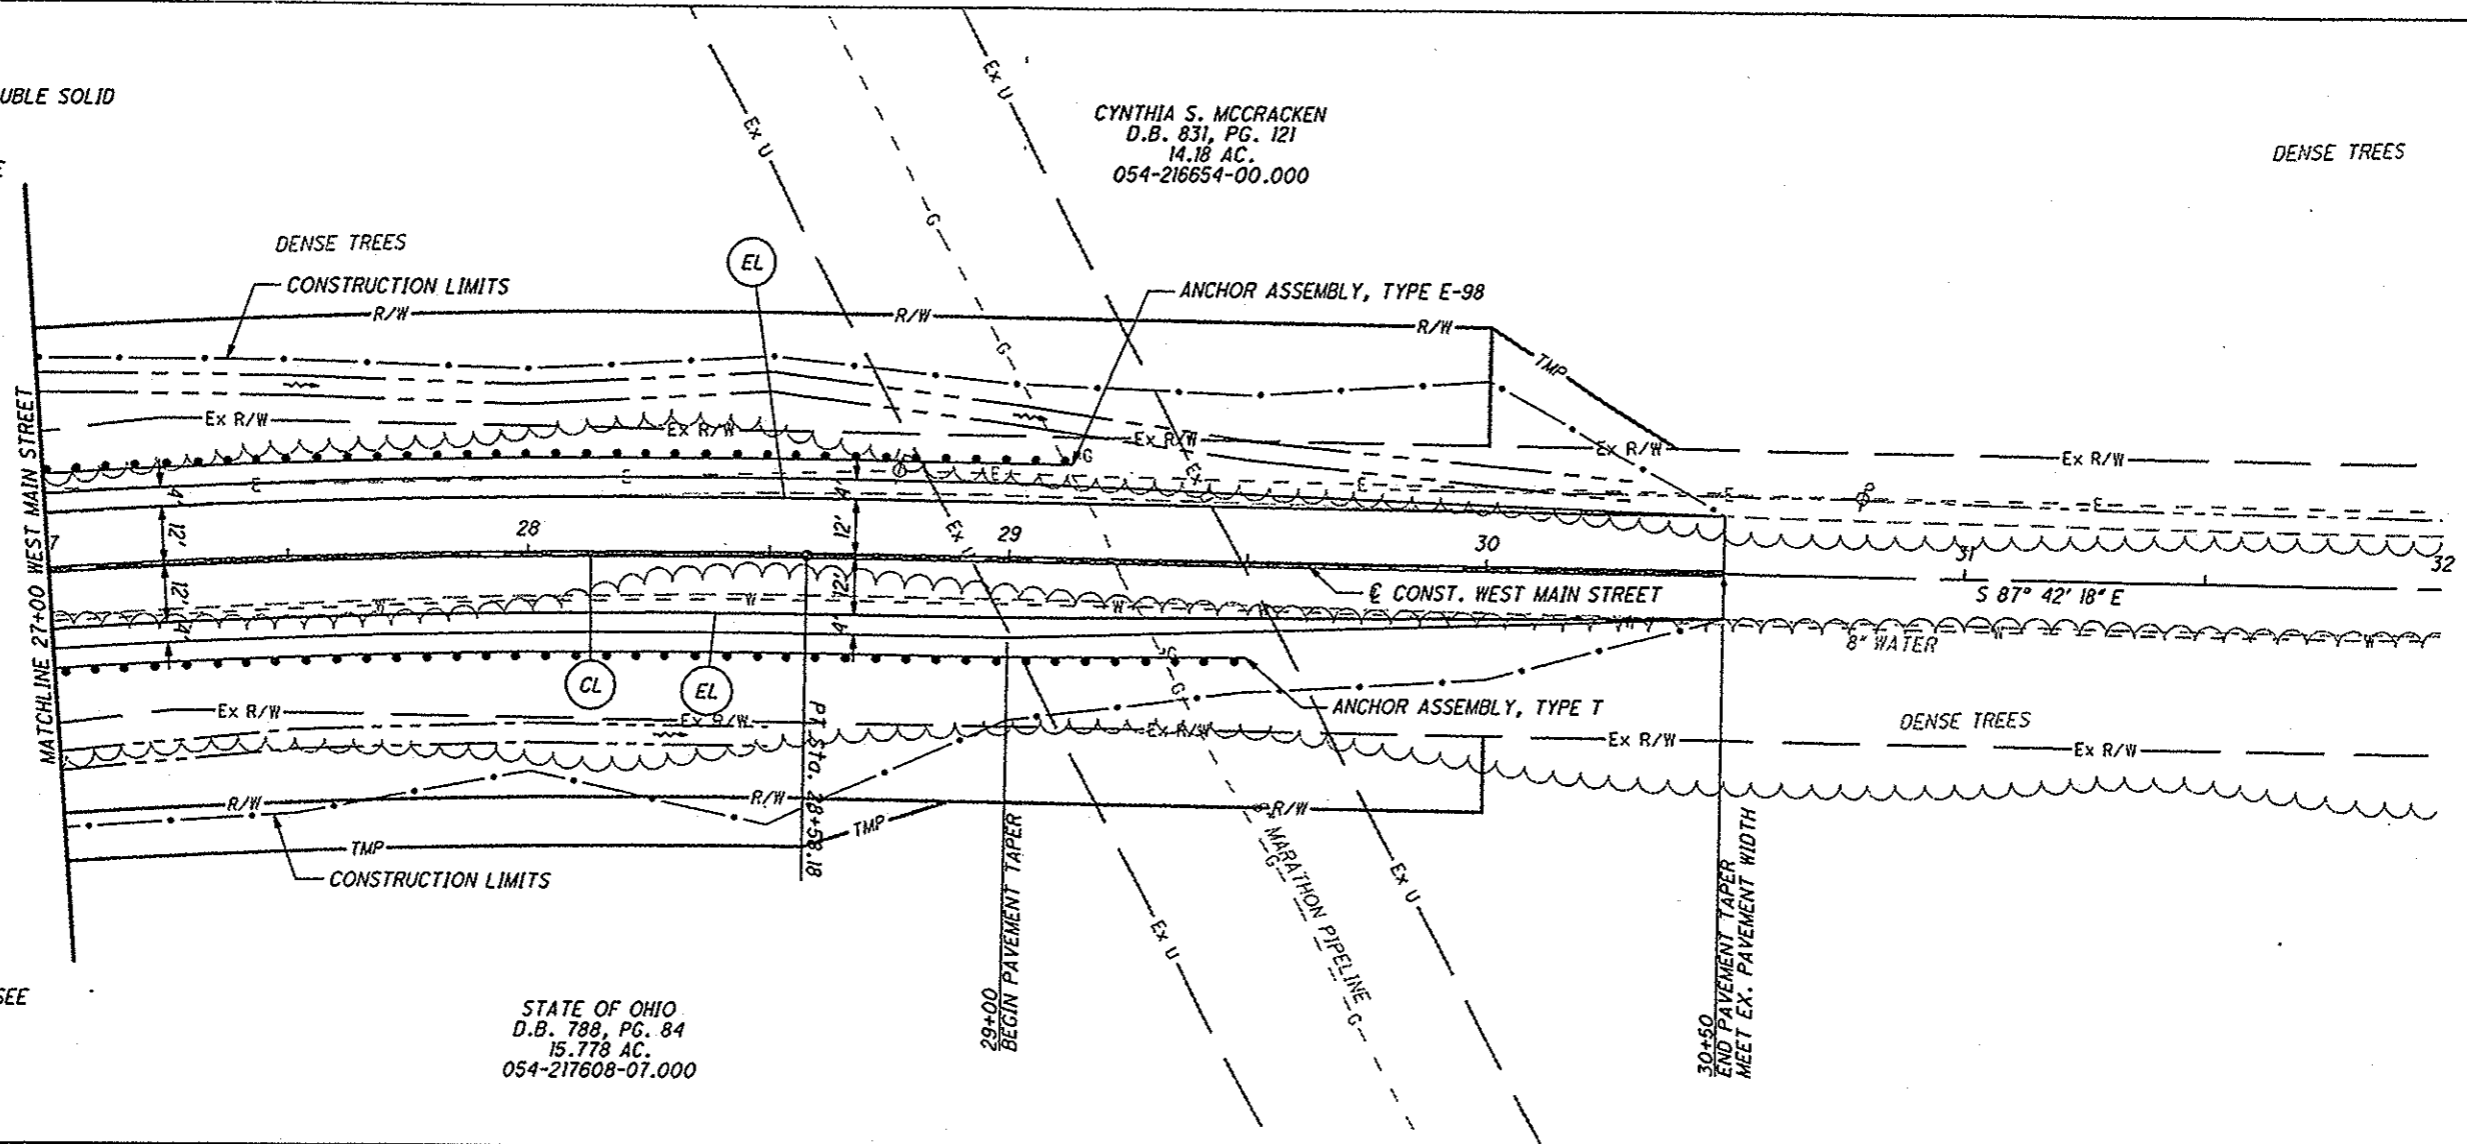 UBLE SOLID
CYNTHIA S. MCCRACKEN
D.B. 831, PG. 121
14.18 AC.
054-216654-00.000
DENSE TREES
Ex U
Ex U
G
DENSE TREES
CONSTRUCTION LIMITS
EL
ANCHOR ASSEMBLY, TYPE E-98
R/W
R/W
R/W
G
TMP
MATCHLINE 27+00 WEST MAIN STREET
Ex R/W
Ex R/W
Ex R/W
Ex R/W
Ex R/W
G
Ex
E
E
E
E
4'
4'
12'
12'
7
28
29
30
31
32
Ex U
12'
12'
W
W
W
℄ CONST. WEST MAIN STREET
S 87° 42' 18" E
4'
4'
8" WATER
W
W
G
G
CL
EL
ANCHOR ASSEMBLY, TYPE T
Ex R/W
Ex R/W
Ex R/W
Ex R/W
Ex R/W
DENSE TREES
PT Sta. 28+58.18
R/W
R/W
R/W
TMP
TMP
CONSTRUCTION LIMITS
8" MARATHON PIPELINE
G
G
Ex U
Ex U
29+00
BEGIN PAVEMENT TAPER
30+50
END PAVEMENT TAPER
MEET EX. PAVEMENT WIDTH
SEE
STATE OF OHIO
D.B. 788, PG. 84
15.778 AC.
054-217608-07.000